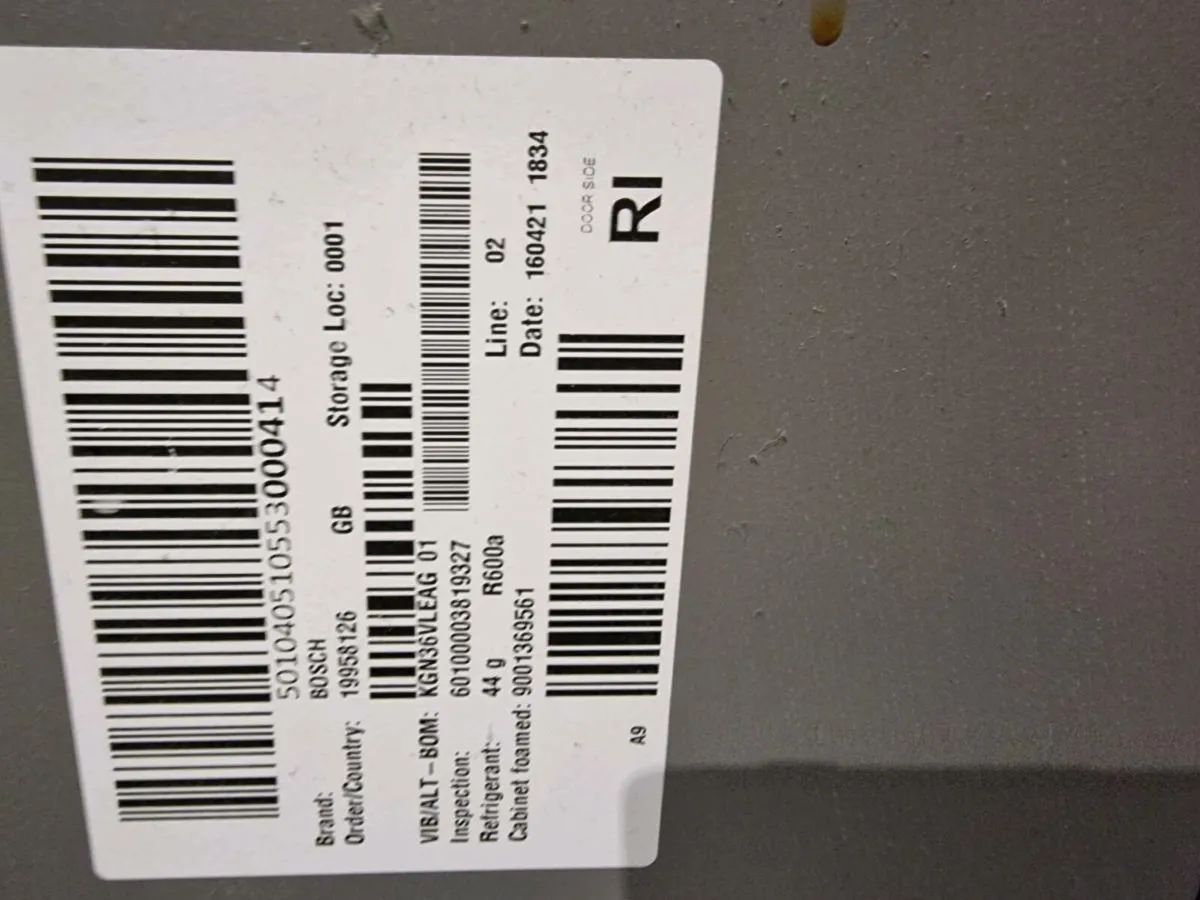 501040510553000414
Brand: BOSCH
Order/Country: 19958126 GB Storage Loc: 0001
VIB/ALT-BOM: KGN36VLEAG 01
Inspection: 60100003819327
Refrigerant: 44 g R600a Line: 02
Cabinet foamed: 9001369561 Date: 160421 1834
DOOR SIDE
A9 RI